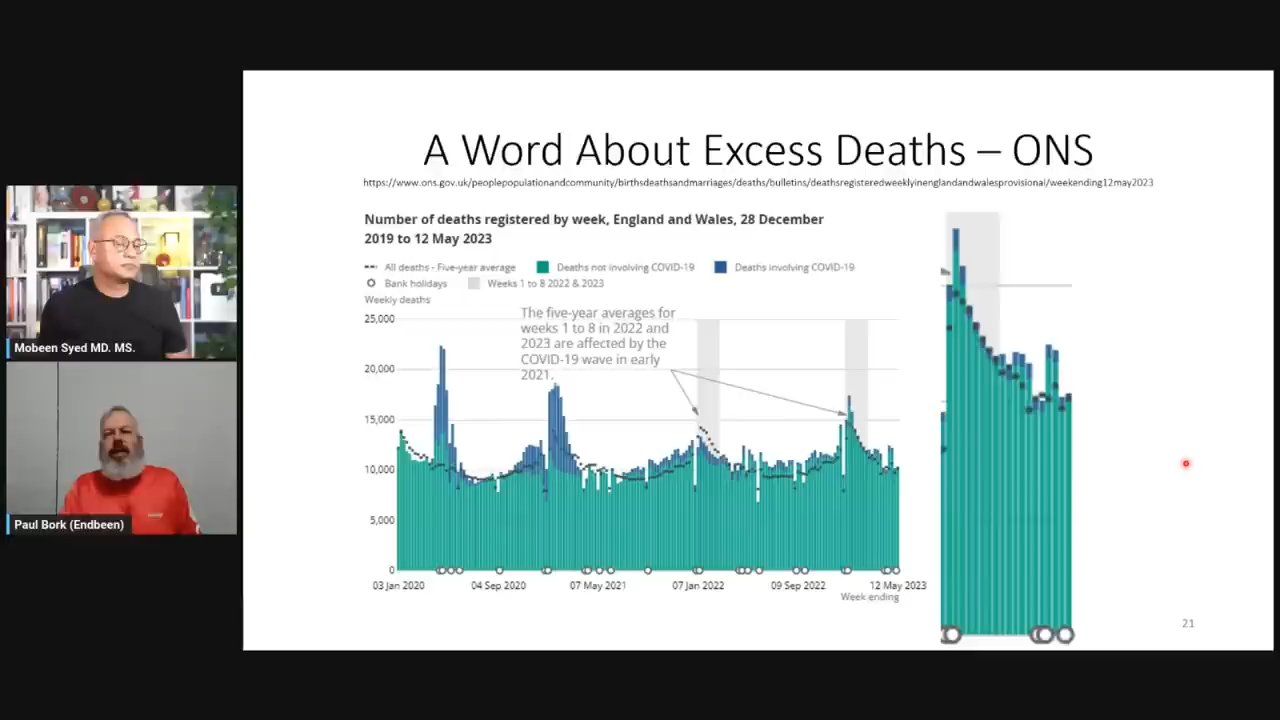 A Word About Excess Deaths – ONS
https://www.ons.gov.uk/peoplepopulationandcommunity/birthsdeathsandmarriages/deaths/bulletins/deathsregisteredweeklyinenglandandwalesprovisional/weekending12may2023
Number of deaths registered by week, England and Wales, 28 December
2019 to 12 May 2023
All deaths - Five-year average
Deaths not involving COVID-19
Deaths involving COVID-19
Bank holidays
Weeks 1 to 8 2022 & 2023
Weekly deaths
The five-year averages for
weeks 1 to 8 in 2022 and
2023 are affected by the
COVID-19 wave in early
2021.
25,000
20,000
15,000
10,000
5,000
0
03 Jan 2020
04 Sep 2020
07 May 2021
07 Jan 2022
09 Sep 2022
12 May 2023
Week ending
21
Mobeen Syed MD. MS.
Paul Bork (Endbeen)